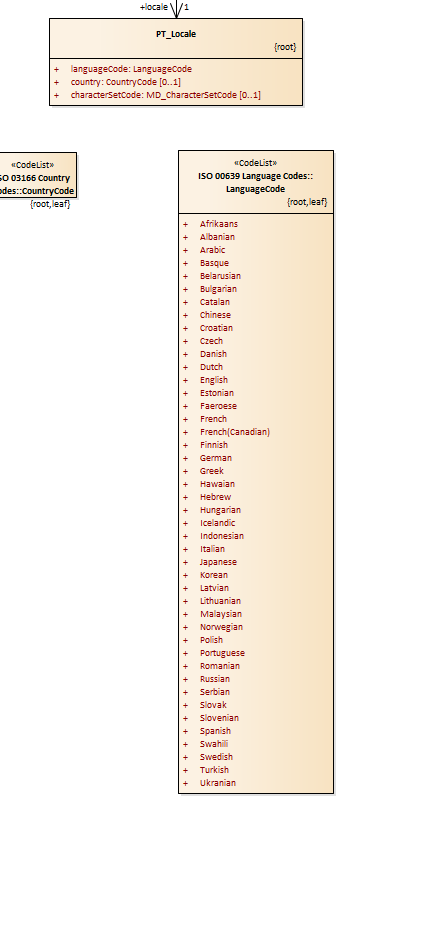 +locale 1
PT_Locale
{root}
+ languageCode: LanguageCode
+ country: CountryCode [0..1]
+ characterSetCode: MD_CharacterSetCode [0..1]
«CodeList»
SO 03166 Country
odes::CountryCode
{root,leaf}
«CodeList»
ISO 00639 Language Codes::
LanguageCode
{root,leaf}
+ Afrikaans
+ Albanian
+ Arabic
+ Basque
+ Belarusian
+ Bulgarian
+ Catalan
+ Chinese
+ Croatian
+ Czech
+ Danish
+ Dutch
+ English
+ Estonian
+ Faeroese
+ French
+ French(Canadian)
+ Finnish
+ German
+ Greek
+ Hawaian
+ Hebrew
+ Hungarian
+ Icelandic
+ Indonesian
+ Italian
+ Japanese
+ Korean
+ Latvian
+ Lithuanian
+ Malaysian
+ Norwegian
+ Polish
+ Portuguese
+ Romanian
+ Russian
+ Serbian
+ Slovak
+ Slovenian
+ Spanish
+ Swahili
+ Swedish
+ Turkish
+ Ukranian